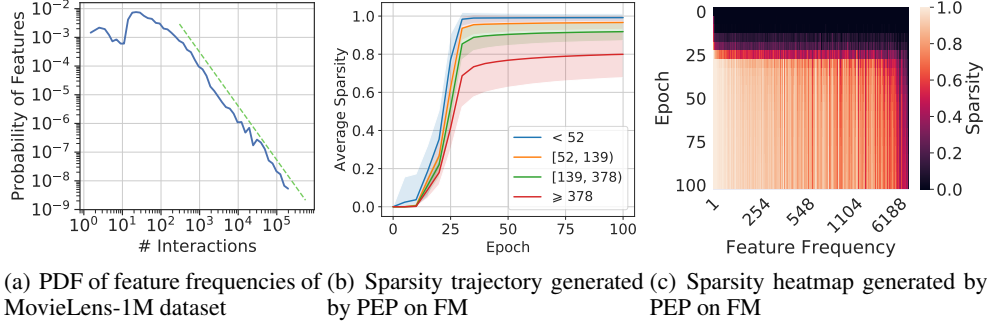 Probability of Features
10⁻²
10⁻³
10⁻⁴
10⁻⁵
10⁻⁶
10⁻⁷
10⁻⁸
10⁻⁹
10⁰ 10¹ 10² 10³ 10⁴ 10⁵
# Interactions
Average Sparsity
1.0
0.8
0.6
0.4
0.2
0.0
< 52
[52, 139)
[139, 378)
⩾ 378
0 25 50 75 100
Epoch
Epoch
0
25
50
75
100
1 254 548 1104 6188
Feature Frequency
1.0
0.8
0.6
0.4
0.2
0.0
Sparsity
(a) PDF of feature frequencies of
MovieLens-1M dataset
(b) Sparsity trajectory generated
by PEP on FM
(c) Sparsity heatmap generated by
PEP on FM